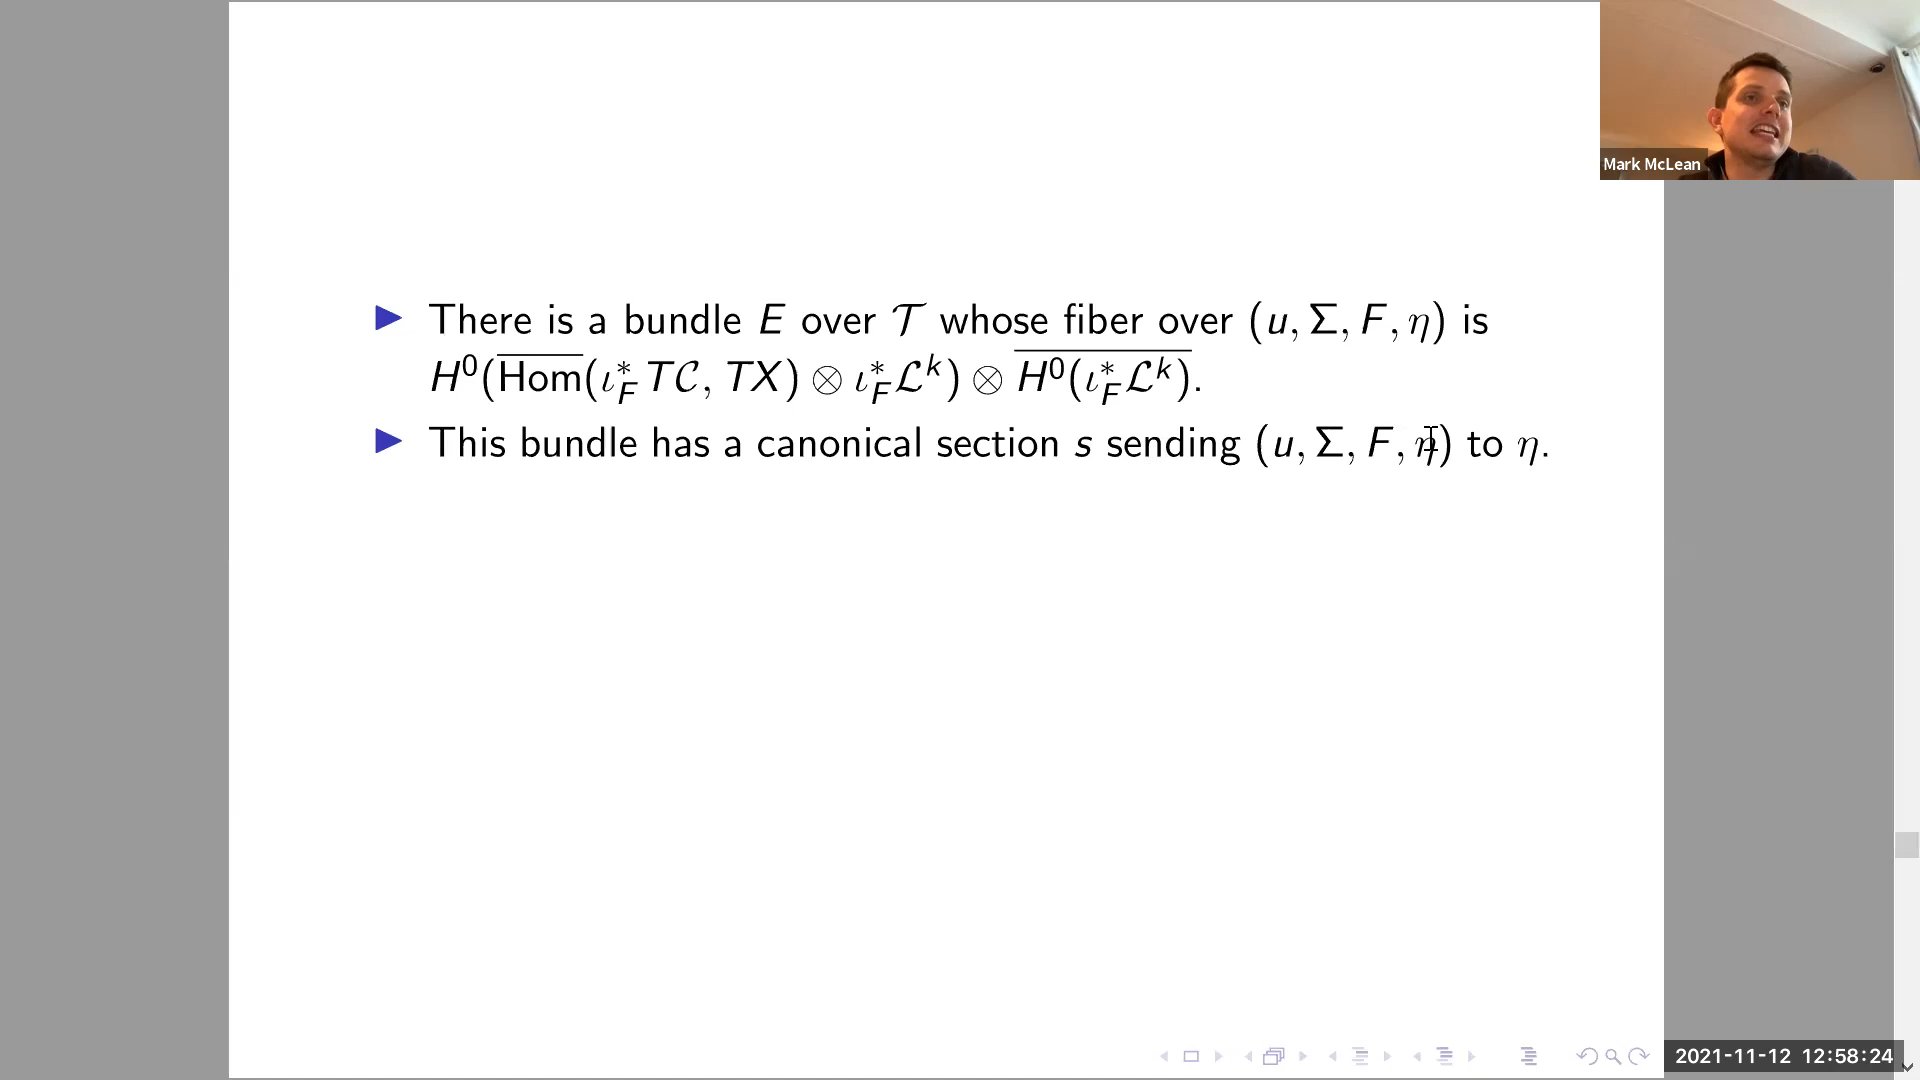 Mark McLean
▶ There is a bundle E over 𝒯 whose fiber over (u, Σ, F, η) is
H⁰(\overline{Hom}(ι_F^* T𝒞, TX) ⊗ ι_F^* ℒ^k) ⊗ \overline{H⁰(ι_F^* ℒ^k)}.
▶ This bundle has a canonical section s sending (u, Σ, F, η) to η.
2021-11-12 12:58:24